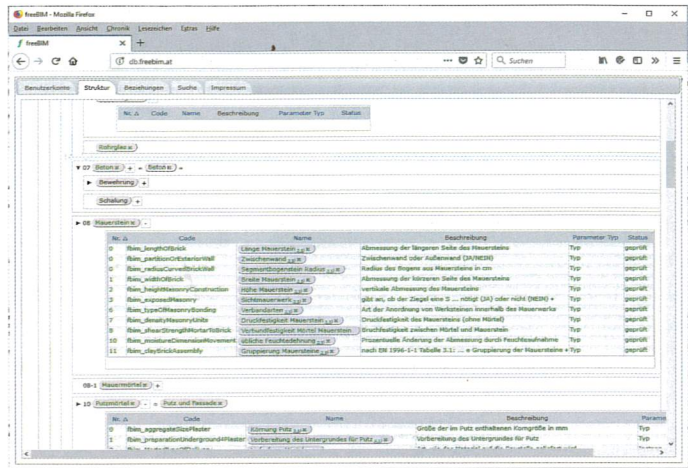 freeBIM - Mozilla Firefox
Datei Bearbeiten Ansicht Chronik Lesezeichen Extras Hilfe
freeBIM
db.freebim.at
Suchen
Benutzerkonto Struktur Beziehungen Suche Impressum
Nr. Δ Code Name Beschreibung Parameter Typ Status
Rohrglas
07 Beton + = Beton =
Bewehrung +
Schalung +
08 Mauerstein -
Nr. Δ Code Name Beschreibung Parameter Typ Status
0 fbim_lengthOfBrick Länge Mauerstein Abmessung der längeren Seite des Mauersteins Typ geprüft
0 fbim_partitionOrExteriorWall Zwischenwand Zwischenwand oder Außenwand (JA/NEIN) Typ geprüft
0 fbim_radiusCurvedBrickWall Segmentbogenstein Radius Radius des Bogens aus Mauersteinen in cm Typ geprüft
1 fbim_widthOfBrick Breite Mauerstein Abmessung der kürzeren Seite des Mauersteins Typ geprüft
2 fbim_heightMasonryConstruction Höhe Mauerstein vertikale Abmessung des Mauersteins Typ geprüft
3 fbim_exposedMasonry Sichtmauerwerk gibt an, ob der Ziegel eine S ... nötigt (JA) oder nicht (NEIN) + Typ geprüft
6 fbim_typeOfMasonryBonding Verbandarten Art der Anordnung von Werksteinen innerhalb des Mauerwerks Typ geprüft
7 fbim_densityMasonryUnits Druckfestigkeit Mauerstein Druckfestigkeit des Mauersteins (ohne Mörtel) Typ geprüft
8 fbim_shearStrengthMortarToBrick Verbundfestigkeit Mörtel Mauerstein Bruchfestigkeit zwischen Mörtel und Mauerstein Typ geprüft
10 fbim_moistureDimensionMovement übliche Feuchtedehnung Prozentuelle Änderung der Abmessung durch Feuchteaufnahme Typ geprüft
11 fbim_clayBrickAssembly Gruppierung Mauersteine nach EN 1996-1-1 Tabelle 3.1: ... e Gruppierung der Mauersteine + Typ geprüft
08-1 Mauermörtel +
10 Putzmörtel - = Putz und Fassade
Nr. Δ Code Name Beschreibung Parame
0 fbim_aggregateSizePlaster Körnung Putz Größe der im Putz enthaltenen Korngröße in mm Typ
1 fbim_preparationUnderground4Plaster Vorbereitung des Untergrundes für Putz Vorbereitung des Untergrundes Typ